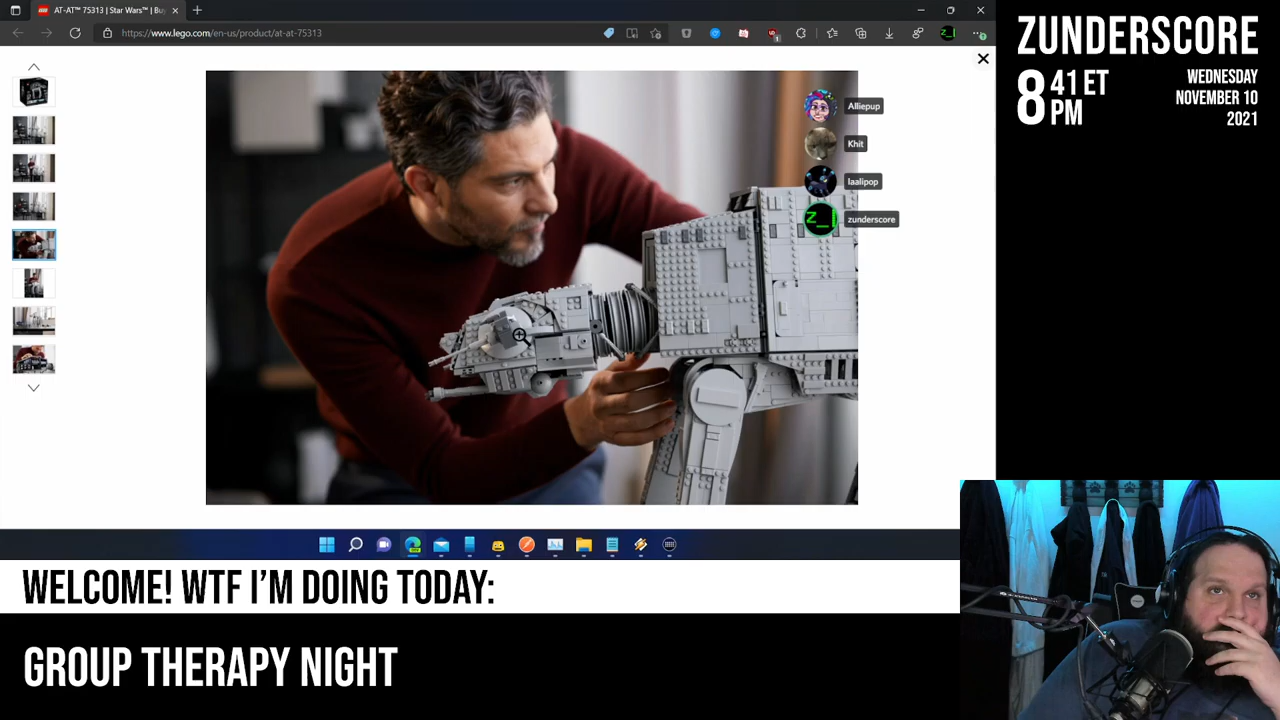 AT-AT™ 75313 | Star Wars™ | Bu
https://www.lego.com/en-us/product/at-at-75313
Alliepup
Khit
laalipop
z_
zunderscore
ZUNDERSCORE
8 41 ET
PM
WEDNESDAY
NOVEMBER 10
2021
WELCOME! WTF I'M DOING TODAY:
GROUP THERAPY NIGHT